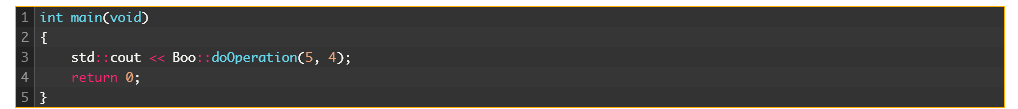 1 int main(void)
2 {
3     std::cout << Boo::doOperation(5, 4);
4     return 0;
5 }